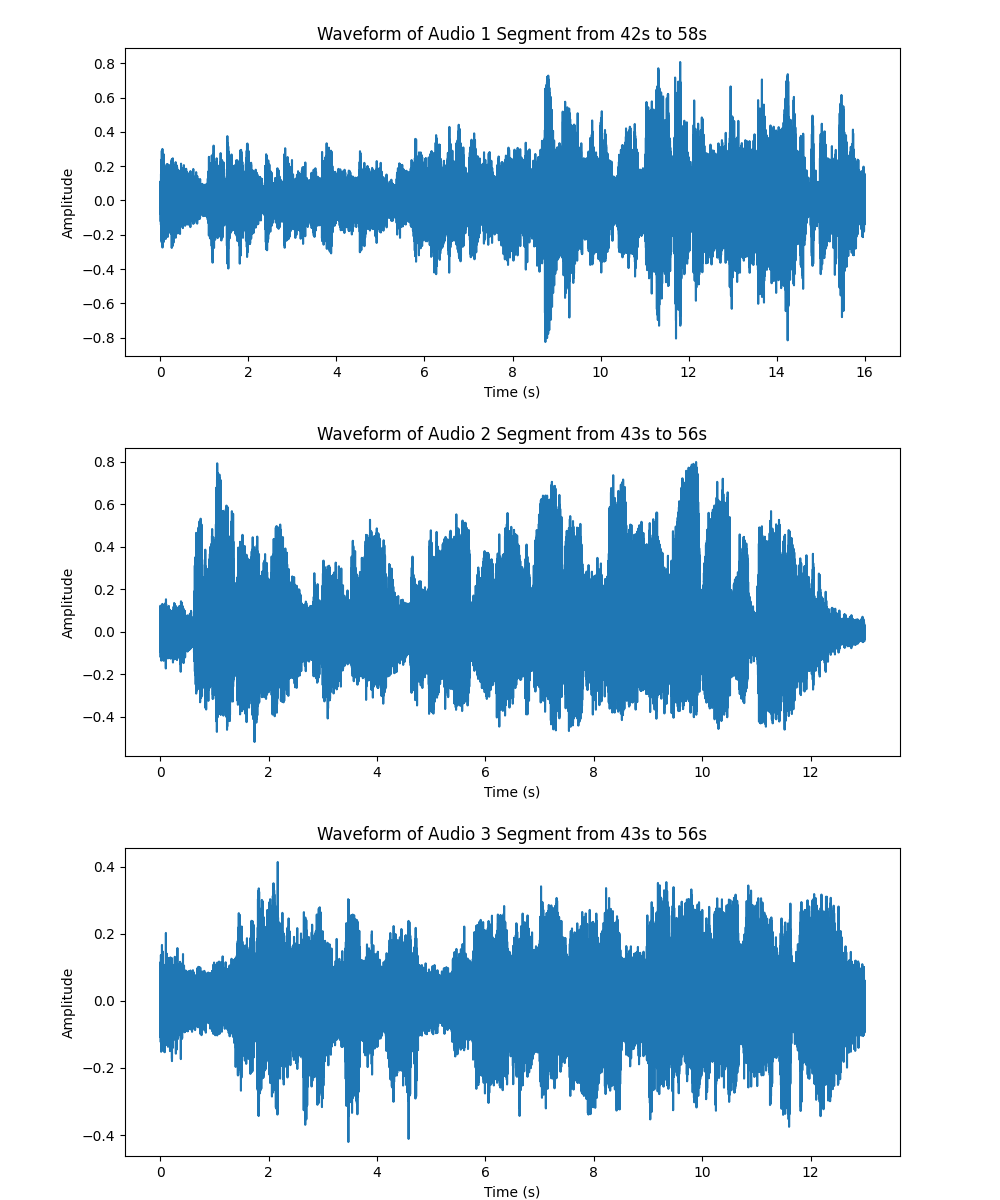 Waveform of Audio 1 Segment from 42s to 58s
0.8
0.6
0.4
0.2
0.0
−0.2
−0.4
−0.6
−0.8
Amplitude
0 2 4 6 8 10 12 14 16
Time (s)
Waveform of Audio 2 Segment from 43s to 56s
0.8
0.6
0.4
0.2
0.0
−0.2
−0.4
Amplitude
0 2 4 6 8 10 12
Time (s)
Waveform of Audio 3 Segment from 43s to 56s
0.4
0.2
0.0
−0.2
−0.4
Amplitude
0 2 4 6 8 10 12
Time (s)